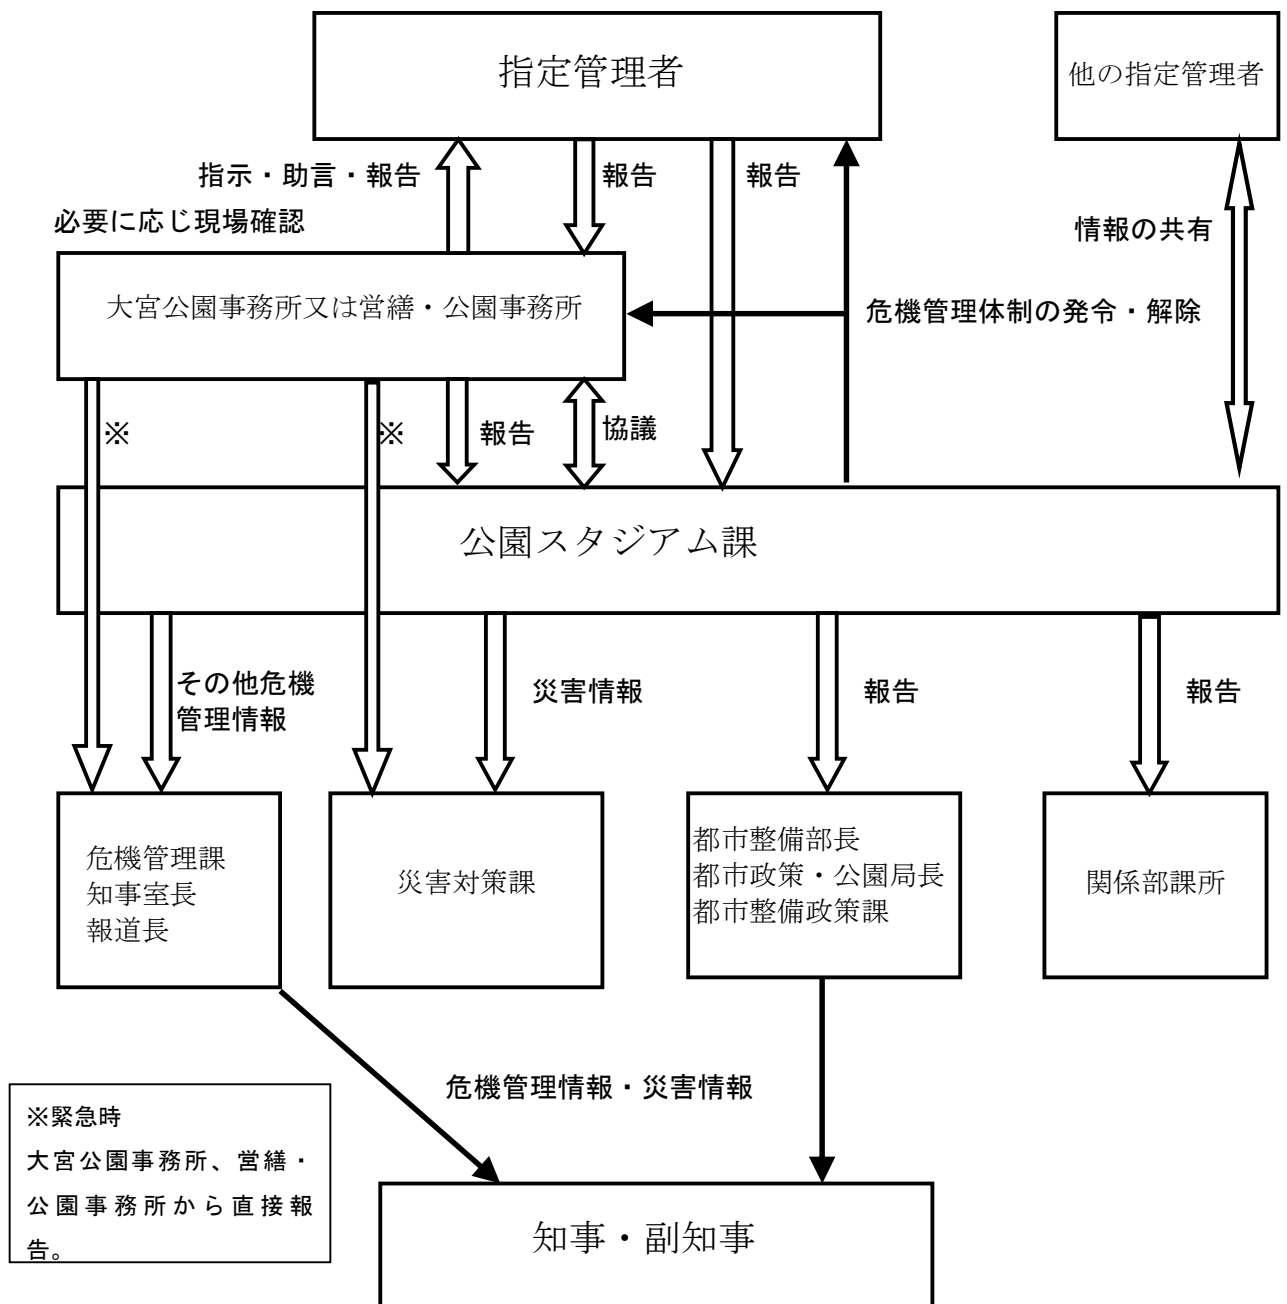 指定管理者
他の指定管理者
指示・助言・報告
報告
報告
必要に応じ現場確認
情報の共有
大宮公園事務所又は営繕・公園事務所
危機管理体制の発令・解除
※
※
報告
協議
公園スタジアム課
その他危機
管理情報
災害情報
報告
報告
危機管理課
知事室長
報道長
災害対策課
都市整備部長
都市政策・公園局長
都市整備政策課
関係部課所
危機管理情報・災害情報
※緊急時
大宮公園事務所、営繕・
公園事務所から直接報
告。
知事・副知事